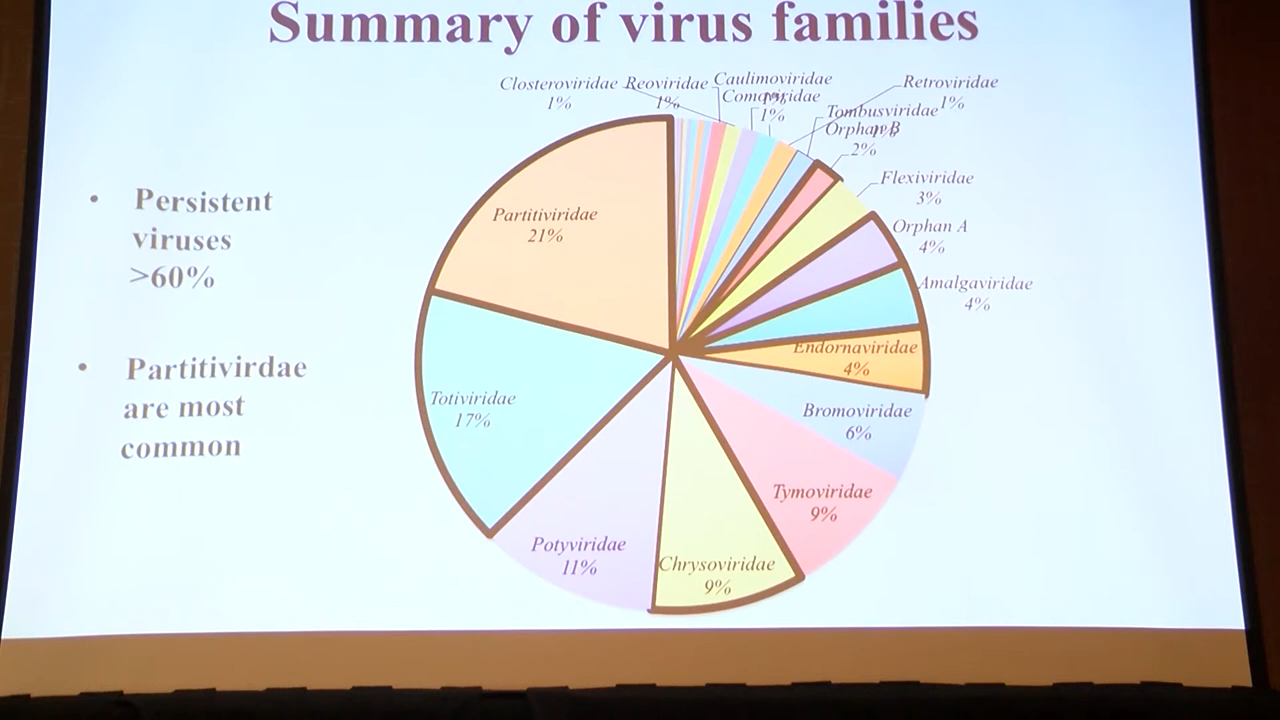 Summary of virus families
• Persistent
viruses
>60%
• Partitivirdae
are most
common
Closteroviridae
1%
Reoviridae
1%
Caulimoviridae
Comoviridae
1%
Retroviridae
1%
Tombusviridae
Orphan B
2%
Flexiviridae
3%
Orphan A
4%
Amalgaviridae
4%
Endornaviridae
4%
Bromoviridae
6%
Tymoviridae
9%
Chrysoviridae
9%
Potyviridae
11%
Totiviridae
17%
Partitiviridae
21%